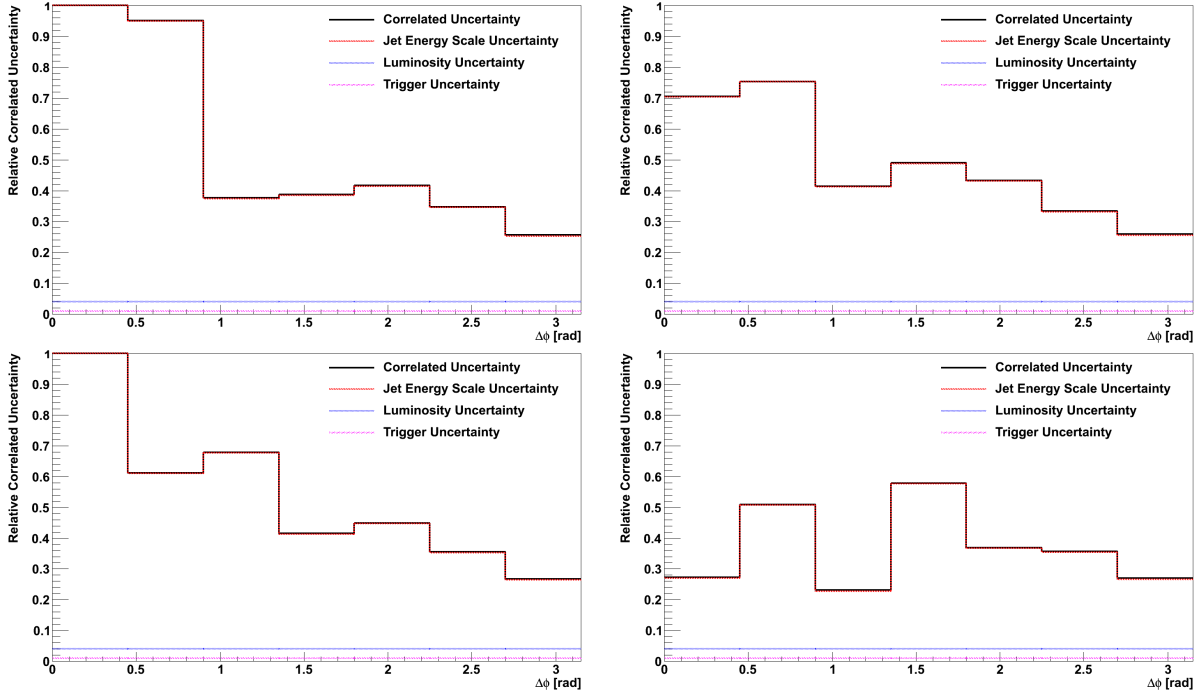 Relative Correlated Uncertainty
1
0.9
0.8
0.7
0.6
0.5
0.4
0.3
0.2
0.1
0
Correlated Uncertainty
Jet Energy Scale Uncertainty
Luminosity Uncertainty
Trigger Uncertainty
0 0.5 1 1.5 2 2.5 3
Δϕ [rad]
Relative Correlated Uncertainty
1
0.9
0.8
0.7
0.6
0.5
0.4
0.3
0.2
0.1
0
Correlated Uncertainty
Jet Energy Scale Uncertainty
Luminosity Uncertainty
Trigger Uncertainty
0 0.5 1 1.5 2 2.5 3
Δϕ [rad]
Relative Correlated Uncertainty
1
0.9
0.8
0.7
0.6
0.5
0.4
0.3
0.2
0.1
0
Correlated Uncertainty
Jet Energy Scale Uncertainty
Luminosity Uncertainty
Trigger Uncertainty
0 0.5 1 1.5 2 2.5 3
Δϕ [rad]
Relative Correlated Uncertainty
1
0.9
0.8
0.7
0.6
0.5
0.4
0.3
0.2
0.1
0
Correlated Uncertainty
Jet Energy Scale Uncertainty
Luminosity Uncertainty
Trigger Uncertainty
0 0.5 1 1.5 2 2.5 3
Δϕ [rad]